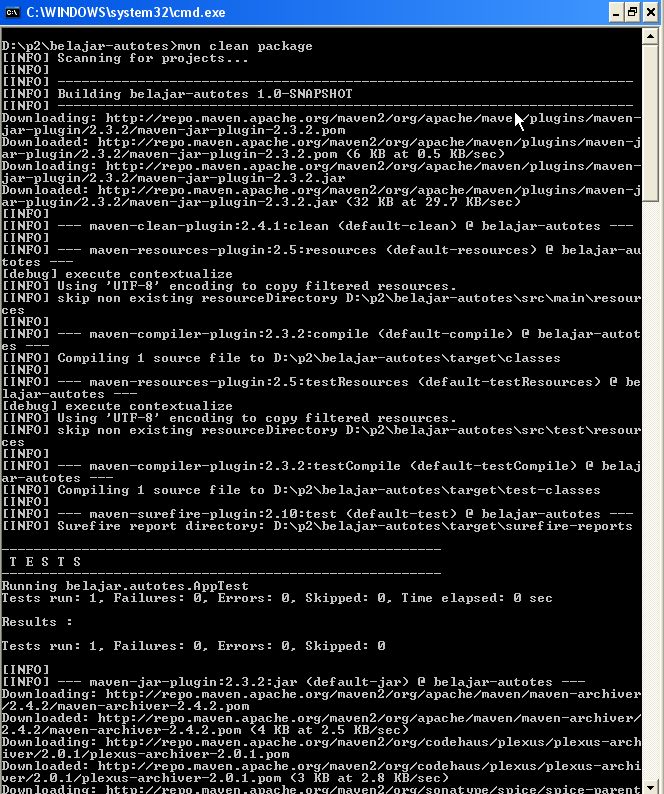 C:\WINDOWS\system32\cmd.exe
D:\p2\belajar-autotes>mvn clean package
[INFO] Scanning for projects...
[INFO]
[INFO] ------------------------------------------------------------------------
[INFO] Building belajar-autotes 1.0-SNAPSHOT
[INFO] ------------------------------------------------------------------------
Downloading: http://repo.maven.apache.org/maven2/org/apache/maven/plugins/maven-
jar-plugin/2.3.2/maven-jar-plugin-2.3.2.pom
Downloaded: http://repo.maven.apache.org/maven2/org/apache/maven/plugins/maven-j
ar-plugin/2.3.2/maven-jar-plugin-2.3.2.pom (6 KB at 0.5 KB/sec)
Downloading: http://repo.maven.apache.org/maven2/org/apache/maven/plugins/maven-
jar-plugin/2.3.2/maven-jar-plugin-2.3.2.jar
Downloaded: http://repo.maven.apache.org/maven2/org/apache/maven/plugins/maven-j
ar-plugin/2.3.2/maven-jar-plugin-2.3.2.jar (32 KB at 29.7 KB/sec)
[INFO]
[INFO] --- maven-clean-plugin:2.4.1:clean (default-clean) @ belajar-autotes ---
[INFO]
[INFO] --- maven-resources-plugin:2.5:resources (default-resources) @ belajar-au
totes ---
[debug] execute contextualize
[INFO] Using 'UTF-8' encoding to copy filtered resources.
[INFO] skip non existing resourceDirectory D:\p2\belajar-autotes\src\main\resour
ces
[INFO]
[INFO] --- maven-compiler-plugin:2.3.2:compile (default-compile) @ belajar-autot
es ---
[INFO] Compiling 1 source file to D:\p2\belajar-autotes\target\classes
[INFO]
[INFO] --- maven-resources-plugin:2.5:testResources (default-testResources) @ be
lajar-autotes ---
[debug] execute contextualize
[INFO] Using 'UTF-8' encoding to copy filtered resources.
[INFO] skip non existing resourceDirectory D:\p2\belajar-autotes\src\test\resour
ces
[INFO]
[INFO] --- maven-compiler-plugin:2.3.2:testCompile (default-testCompile) @ belaj
ar-autotes ---
[INFO] Compiling 1 source file to D:\p2\belajar-autotes\target\test-classes
[INFO]
[INFO] --- maven-surefire-plugin:2.10:test (default-test) @ belajar-autotes ---
[INFO] Surefire report directory: D:\p2\belajar-autotes\target\surefire-reports
-------------------------------------------------------
T E S T S
-------------------------------------------------------
Running belajar.autotes.AppTest
Tests run: 1, Failures: 0, Errors: 0, Skipped: 0, Time elapsed: 0 sec
Results :
Tests run: 1, Failures: 0, Errors: 0, Skipped: 0
[INFO]
[INFO] --- maven-jar-plugin:2.3.2:jar (default-jar) @ belajar-autotes ---
Downloading: http://repo.maven.apache.org/maven2/org/apache/maven/maven-archiver
/2.4.2/maven-archiver-2.4.2.pom
Downloaded: http://repo.maven.apache.org/maven2/org/apache/maven/maven-archiver/
2.4.2/maven-archiver-2.4.2.pom (4 KB at 2.5 KB/sec)
Downloading: http://repo.maven.apache.org/maven2/org/codehaus/plexus/plexus-arch
iver/2.0.1/plexus-archiver-2.0.1.pom
Downloaded: http://repo.maven.apache.org/maven2/org/codehaus/plexus/plexus-archi
ver/2.0.1/plexus-archiver-2.0.1.pom (3 KB at 2.8 KB/sec)
Downloading: http://repo.maven.apache.org/maven2/org/sonatype/spice/spice-parent